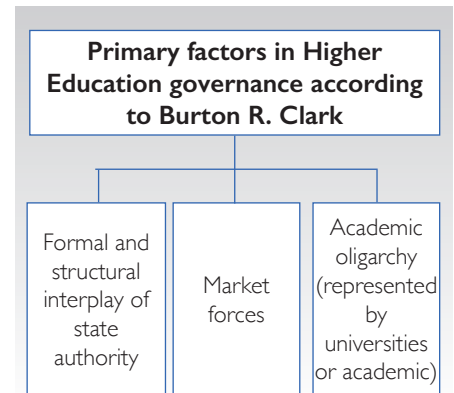 Primary factors in Higher
Education governance according
to Burton R. Clark
Formal and
structural
interplay of
state
authority
Market
forces
Academic
oligarchy
(represented
by
universities
or academic)